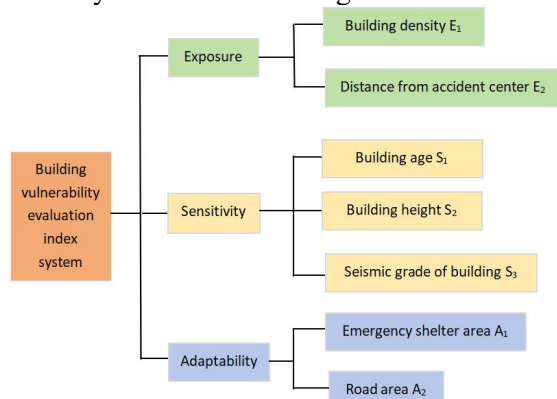 Building density E₁
Exposure
Distance from accident center E₂
Building
vulnerability
evaluation
index
system
Building age S₁
Sensitivity
Building height S₂
Seismic grade of building S₃
Emergency shelter area A₁
Adaptability
Road area A₂